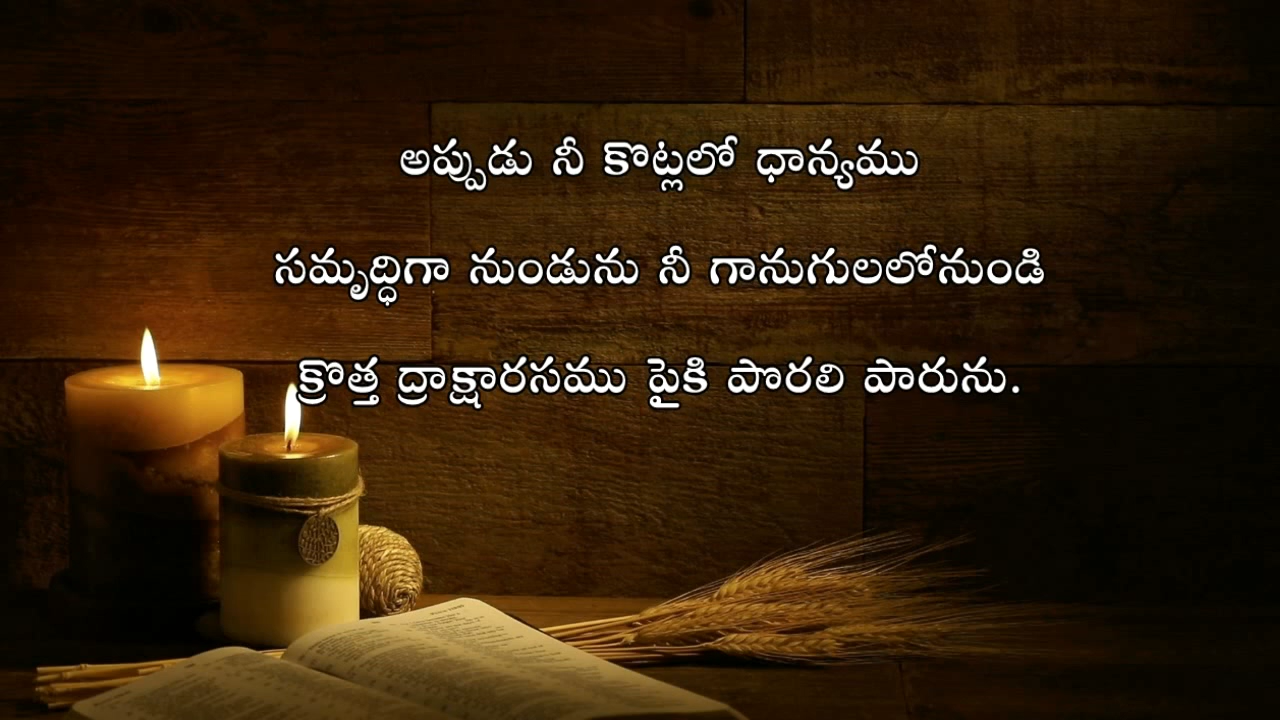 అప్పుడు నీ కొట్లలో ధాన్యము
సమృద్ధిగా నుండును నీ గానుగులలోనుండి
క్రొత్త ద్రాక్షారసము పైకి పొరలి పారును.